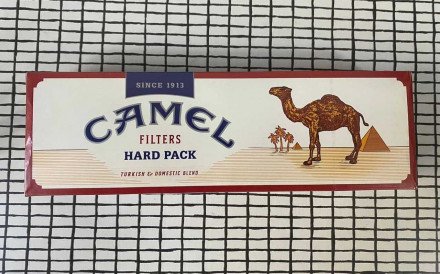 SINCE 1913
CAMEL
FILTERS
HARD PACK
TURKISH & DOMESTIC BLEND